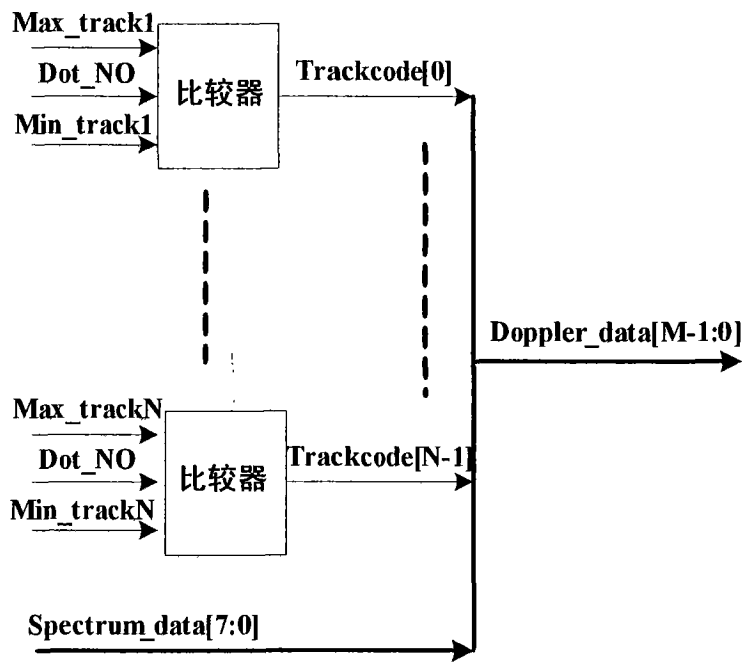 Max_track1
Dot_NO
Min_track1
比较器
Trackcode[0]
Doppler_data[M-1:0]
Max_trackN
Dot_NO
Min_trackN
比较器
Trackcode[N-1]
Spectrum_data[7:0]